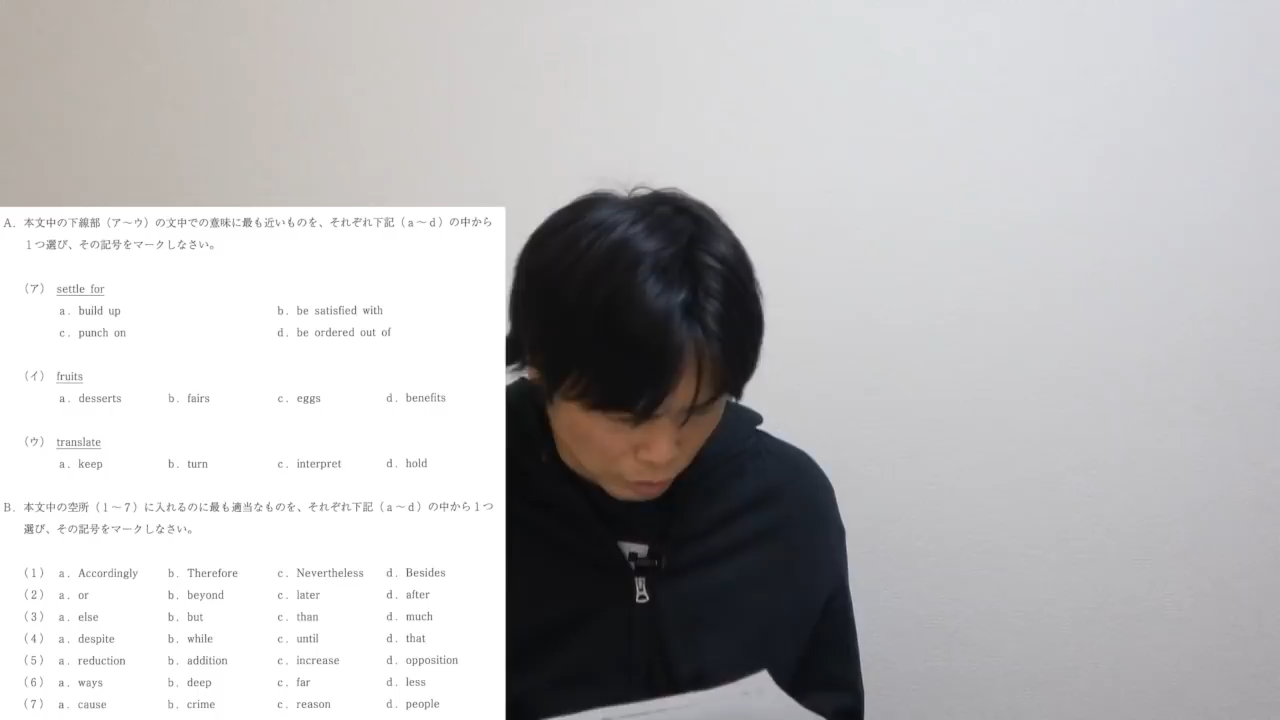 A. 本文中の下線部（ア～ウ）の文中での意味に最も近いものを、それぞれ下記（a～d）の中から
1つ選び、その記号をマークしなさい。
（ア） settle for
a. build up b. be satisfied with
c. punch on d. be ordered out of
（イ） fruits
a. desserts b. fairs c. eggs d. benefits
（ウ） translate
a. keep b. turn c. interpret d. hold
B. 本文中の空所（1～7）に入れるのに最も適当なものを、それぞれ下記（a～d）の中から1つ
選び、その記号をマークしなさい。
（1） a. Accordingly b. Therefore c. Nevertheless d. Besides
（2） a. or b. beyond c. later d. after
（3） a. else b. but c. than d. much
（4） a. despite b. while c. until d. that
（5） a. reduction b. addition c. increase d. opposition
（6） a. ways b. deep c. far d. less
（7） a. cause b. crime c. reason d. people